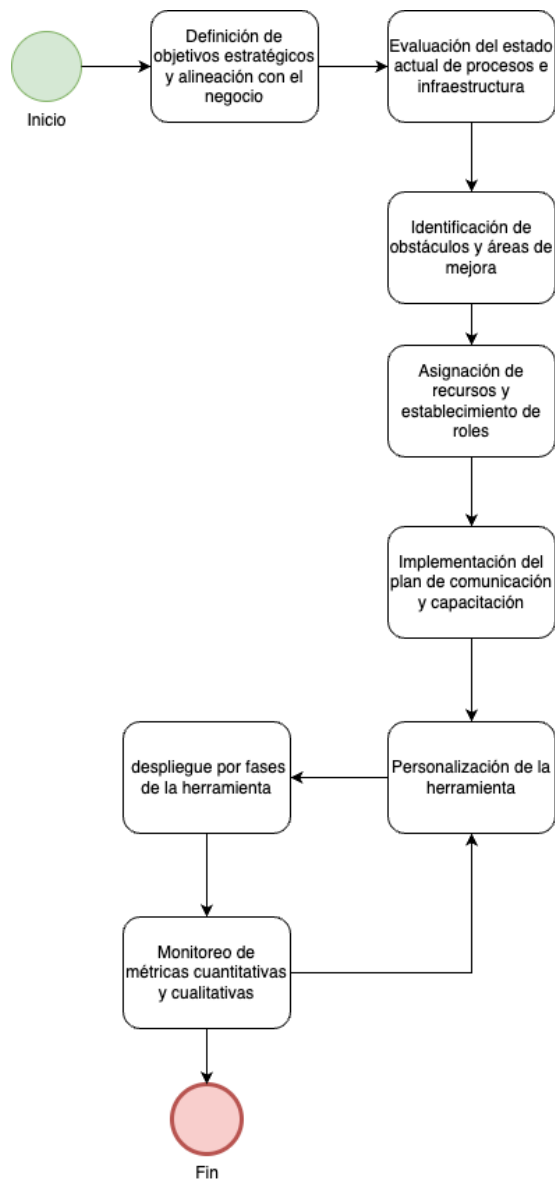 Inicio
Definición de
objetivos estratégicos
y alineación con el
negocio
Evaluación del estado
actual de procesos e
infraestructura
Identificación de
obstáculos y áreas de
mejora
Asignación de
recursos y
establecimiento de
roles
Implementación del
plan de comunicación
y capacitación
Personalización de la
herramienta
despliegue por fases
de la herramienta
Monitoreo de
métricas cuantitativas
y cualitativas
Fin